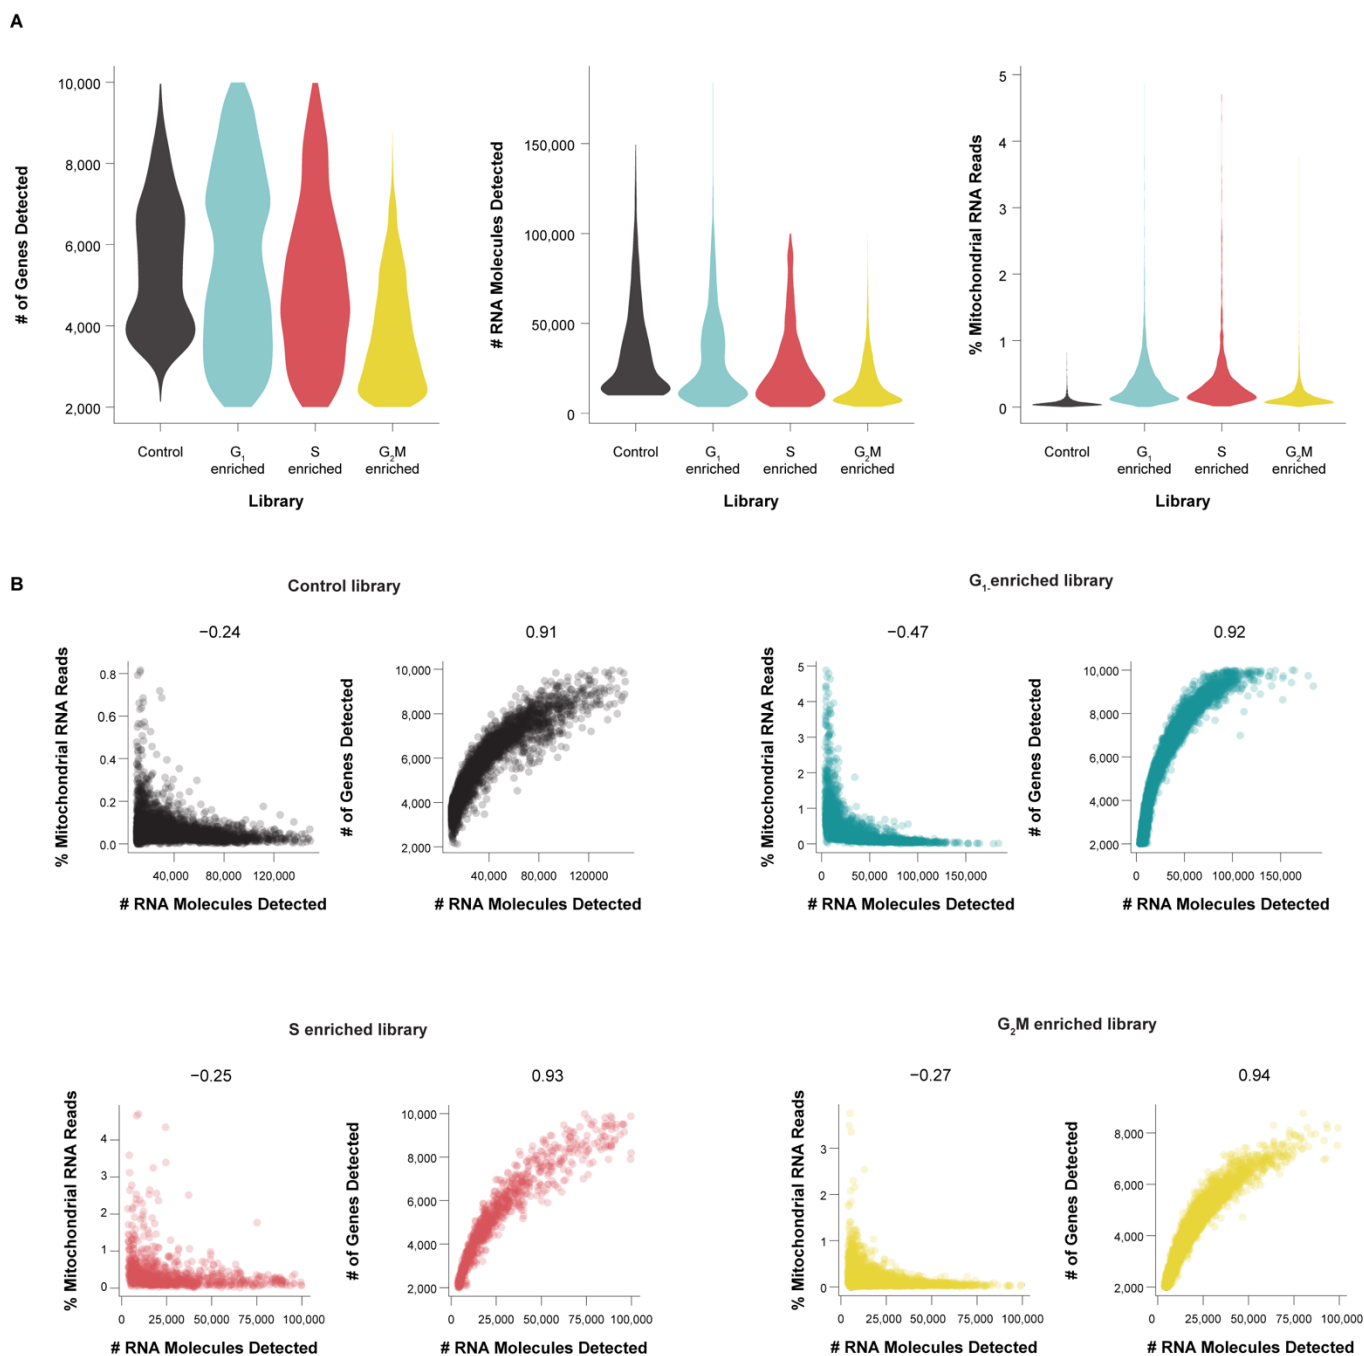 A
# of Genes Detected
10,000
8,000
6,000
4,000
2,000
Control
G1 enriched
S enriched
G2M enriched
Library
# RNA Molecules Detected
150,000
100,000
50,000
0
Control
G1 enriched
S enriched
G2M enriched
Library
% Mitochondrial RNA Reads
5
4
3
2
1
0
Control
G1 enriched
S enriched
G2M enriched
Library
B
Control library
−0.24
% Mitochondrial RNA Reads
0.8
0.6
0.4
0.2
0.0
40,000 80,000 120,000
# RNA Molecules Detected
0.91
# of Genes Detected
10,000
8,000
6,000
4,000
2,000
40,000 80,000 120000
# RNA Molecules Detected
G1-enriched library
−0.47
% Mitochondrial RNA Reads
5
4
3
2
1
0
0 50,000 100,000 150,000
# RNA Molecules Detected
0.92
# of Genes Detected
10,000
8,000
6,000
4,000
2,000
0 50,000 100,000 150,000
# RNA Molecules Detected
S enriched library
−0.25
% Mitochondrial RNA Reads
4
3
2
1
0
0 25,000 50,000 75,000 100,000
# RNA Molecules Detected
0.93
# of Genes Detected
10,000
8,000
6,000
4,000
2,000
0 25,000 50,000 75,000 100,000
# RNA Molecules Detected
G2M enriched library
−0.27
% Mitochondrial RNA Reads
3
2
1
0
0 25,000 50,000 75,000 100,000
# RNA Molecules Detected
0.94
# of Genes Detected
8,000
6,000
4,000
2,000
0 25,000 50,000 75,000 100,000
# RNA Molecules Detected